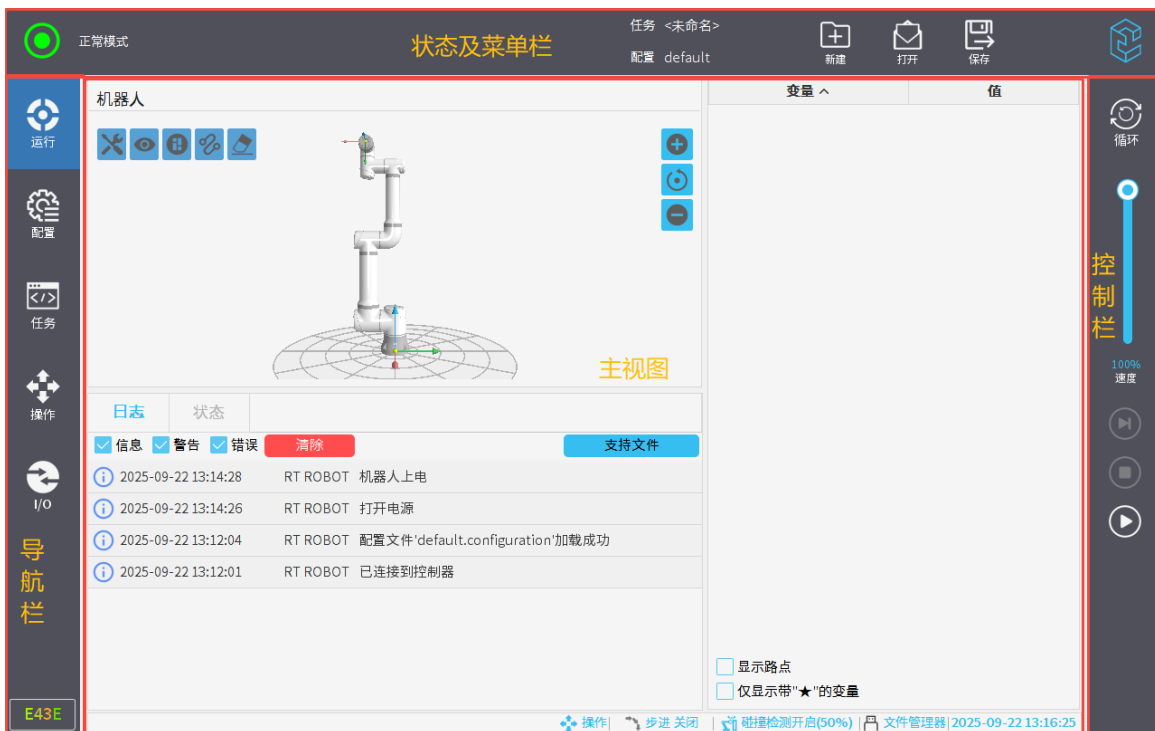 正常模式
状态及菜单栏
任务 <未命名>
配置 default
新建
打开
保存
运行
配置
任务
操作
I/O
导航栏
E43E
机器人
主视图
日志
状态
信息
警告
错误
清除
支持文件
2025-09-22 13:14:28 RT ROBOT 机器人上电
2025-09-22 13:14:26 RT ROBOT 打开电源
2025-09-22 13:12:04 RT ROBOT 配置文件'default.configuration'加载成功
2025-09-22 13:12:01 RT ROBOT 已连接到控制器
变量
值
显示路点
仅显示带"★"的变量
操作| 步进 关闭 | 碰撞检测开启(50%) | 文件管理器| 2025-09-22 13:16:25
循环
控制栏
100%
速度